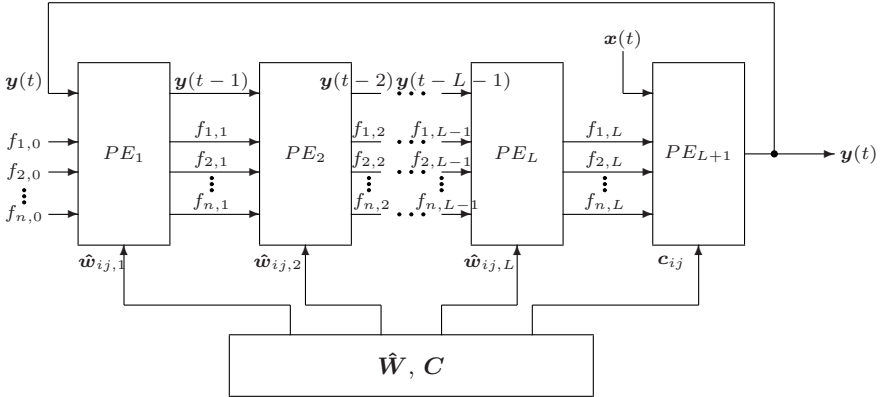 x(t)
y(t) y(t−1) y(t−2) y(t−L−1)
f1,0 f1,1 f1,2 f1,L−1 f1,L
PE1 PE2 PEL PEL+1
y(t)
f2,0 f2,1 f2,2 f2,L−1 f2,L
fn,0 fn,1 fn,2 fn,L−1 fn,L
ŵij,1 ŵij,2 ŵij,L cij
Ŵ, C